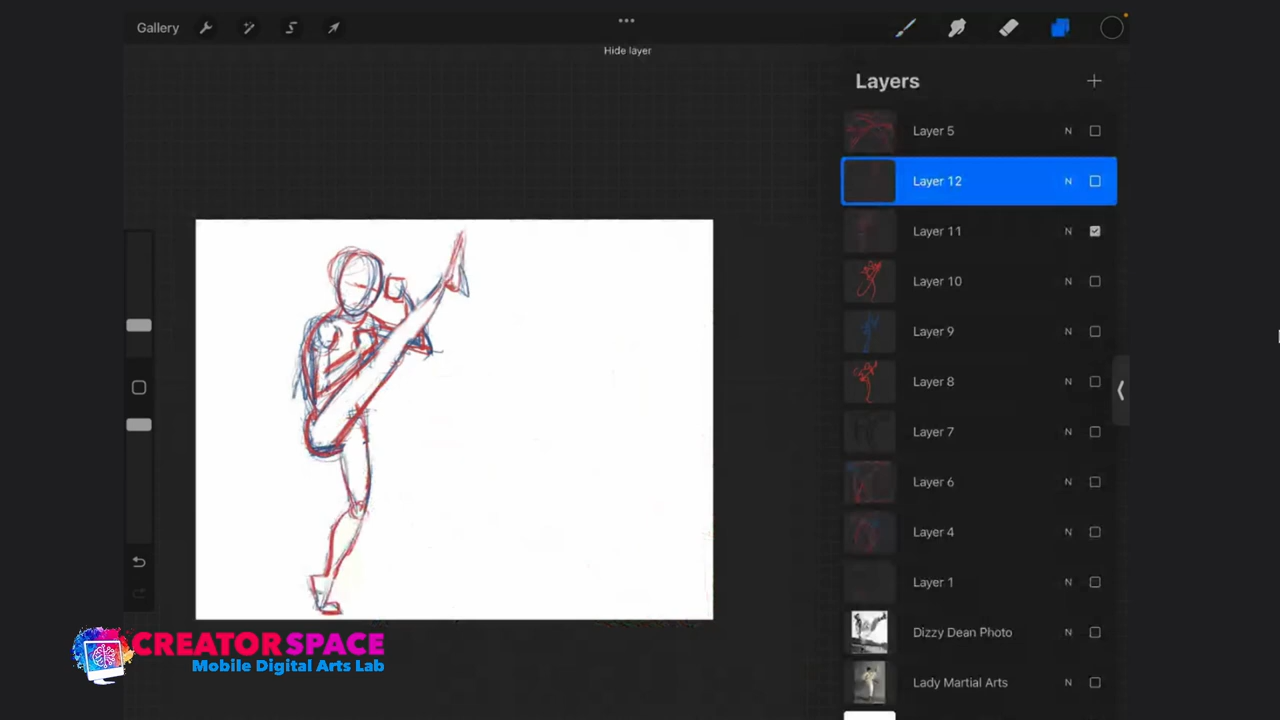 Gallery
Hide layer
Layers
Layer 5 N
Layer 12 N
Layer 11 N
Layer 10 N
Layer 9 N
Layer 8 N
Layer 7 N
Layer 6 N
Layer 4 N
Layer 1 N
Dizzy Dean Photo N
Lady Martial Arts N
CREATORSPACE
Mobile Digital Arts Lab